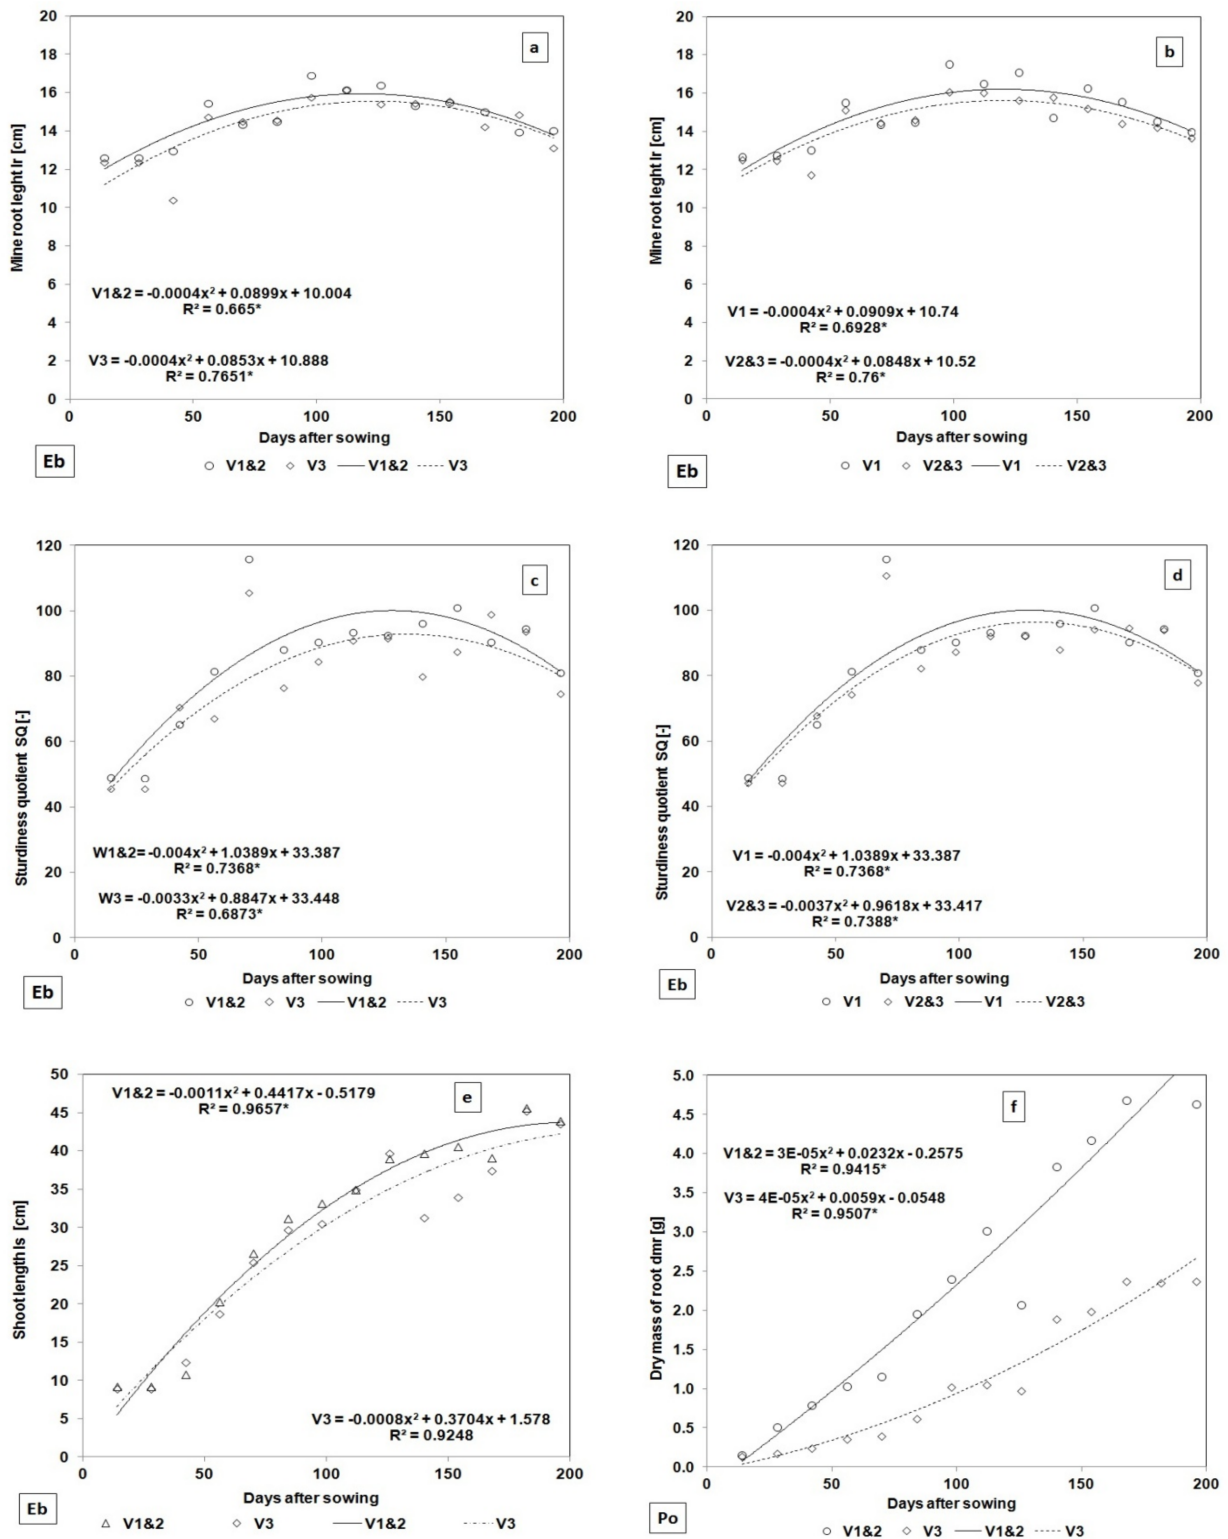 20
18
16
14
12
10
8
6
4
2
0
Mine root leght lr [cm]
a
V1&2 = -0.0004x² + 0.0899x + 10.004
R² = 0.665*
V3 = -0.0004x² + 0.0853x + 10.888
R² = 0.7651*
0 50 100 150 200
Days after sowing
Eb
V1&2 V3 V1&2 V3
20
18
16
14
12
10
8
6
4
2
0
Mine root leght lr [cm]
b
V1 = -0.0004x² + 0.0909x + 10.74
R² = 0.6928*
V2&3 = -0.0004x² + 0.0848x + 10.52
R² = 0.76*
0 50 100 150 200
Days after sowing
Eb
V1 V2&3 V1 V2&3
120
100
80
60
40
20
0
Sturdiness quotient SQ [-]
c
W1&2= -0.004x² + 1.0389x + 33.387
R² = 0.7368*
W3 = -0.0033x² + 0.8847x + 33.448
R² = 0.6873*
0 50 100 150 200
Days after sowing
Eb
V1&2 V3 V1&2 V3
120
100
80
60
40
20
0
Sturdiness quotient SQ [-]
d
V1 = -0.004x² + 1.0389x + 33.387
R² = 0.7368*
V2&3 = -0.0037x² + 0.9618x + 33.417
R² = 0.7388*
0 50 100 150 200
Days after sowing
Eb
V1 V2&3 V1 V2&3
50
45
40
35
30
25
20
15
10
5
0
Shoot length ls [cm]
V1&2 = -0.0011x² + 0.4417x - 0.5179
R² = 0.9657*
e
V3 = -0.0008x² + 0.3704x + 1.578
R² = 0.9248
0 50 100 150 200
Days after sowing
Eb
V1&2 V3 V1&2 V3
5.0
4.5
4.0
3.5
3.0
2.5
2.0
1.5
1.0
0.5
0.0
Dry mass of root dmr [g]
f
V1&2 = 3E-05x² + 0.0232x - 0.2575
R² = 0.9415*
V3 = 4E-05x² + 0.0059x - 0.0548
R² = 0.9507*
0 50 100 150 200
Days after sowing
Po
V1&2 V3 V1&2 V3